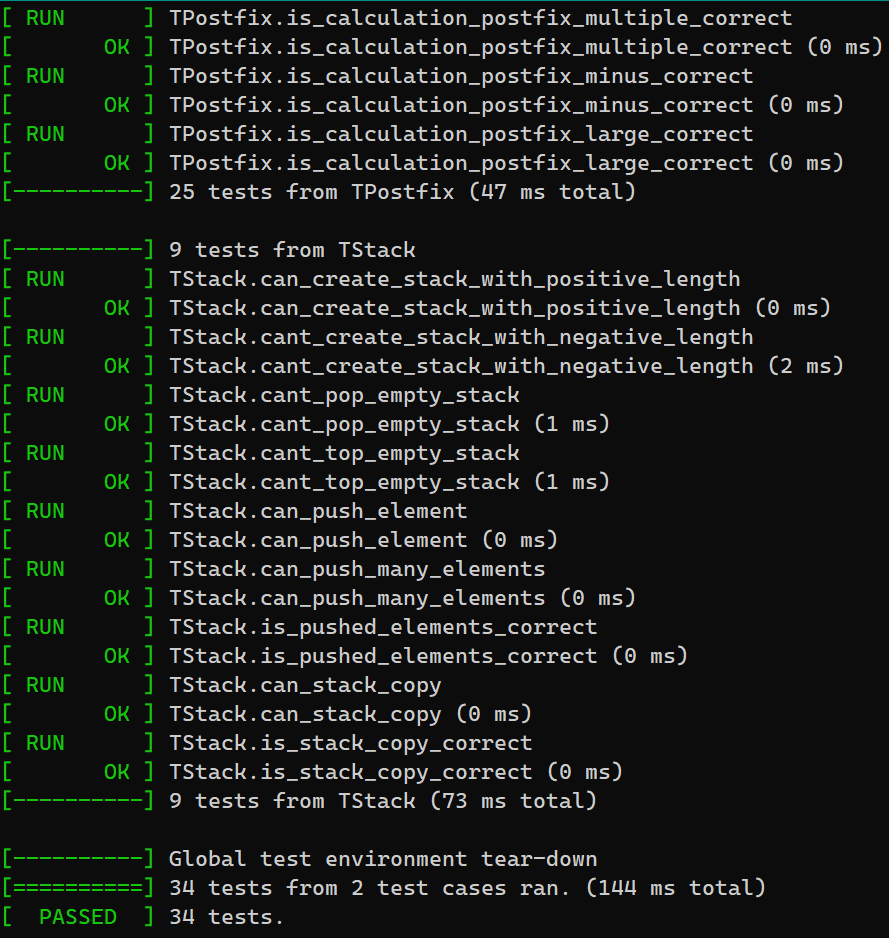 [ RUN      ] TPostfix.is_calculation_postfix_multiple_correct
[       OK ] TPostfix.is_calculation_postfix_multiple_correct (0 ms)
[ RUN      ] TPostfix.is_calculation_postfix_minus_correct
[       OK ] TPostfix.is_calculation_postfix_minus_correct (0 ms)
[ RUN      ] TPostfix.is_calculation_postfix_large_correct
[       OK ] TPostfix.is_calculation_postfix_large_correct (0 ms)
[----------] 25 tests from TPostfix (47 ms total)

[----------] 9 tests from TStack
[ RUN      ] TStack.can_create_stack_with_positive_length
[       OK ] TStack.can_create_stack_with_positive_length (0 ms)
[ RUN      ] TStack.cant_create_stack_with_negative_length
[       OK ] TStack.cant_create_stack_with_negative_length (2 ms)
[ RUN      ] TStack.cant_pop_empty_stack
[       OK ] TStack.cant_pop_empty_stack (1 ms)
[ RUN      ] TStack.cant_top_empty_stack
[       OK ] TStack.cant_top_empty_stack (1 ms)
[ RUN      ] TStack.can_push_element
[       OK ] TStack.can_push_element (0 ms)
[ RUN      ] TStack.can_push_many_elements
[       OK ] TStack.can_push_many_elements (0 ms)
[ RUN      ] TStack.is_pushed_elements_correct
[       OK ] TStack.is_pushed_elements_correct (0 ms)
[ RUN      ] TStack.can_stack_copy
[       OK ] TStack.can_stack_copy (0 ms)
[ RUN      ] TStack.is_stack_copy_correct
[       OK ] TStack.is_stack_copy_correct (0 ms)
[----------] 9 tests from TStack (73 ms total)

[----------] Global test environment tear-down
[==========] 34 tests from 2 test cases ran. (144 ms total)
[  PASSED  ] 34 tests.